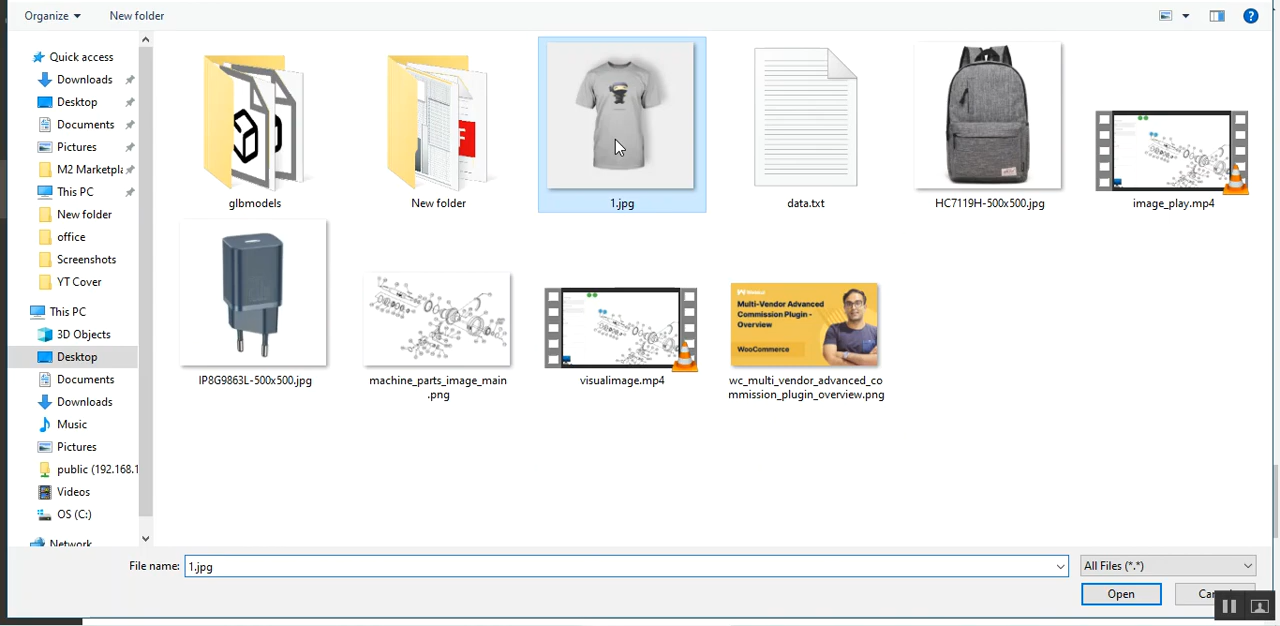 Organize
New folder
Quick access
Downloads
Desktop
Documents
Pictures
M2 Marketpla
This PC
New folder
office
Screenshots
YT Cover
This PC
3D Objects
Desktop
Documents
Downloads
Music
Pictures
public (192.168.1
Videos
OS (C:)
Network
glbmodels
New folder
1.jpg
data.txt
HC7119H-500x500.jpg
image_play.mp4
IP8G9863L-500x500.jpg
machine_parts_image_main
.png
visualimage.mp4
Multi-Vendor Advanced
Commission Plugin -
Overview
WooCommerce
wc_multi_vendor_advanced_co
mmission_plugin_overview.png
File name:
1.jpg
All Files (*.*)
Open